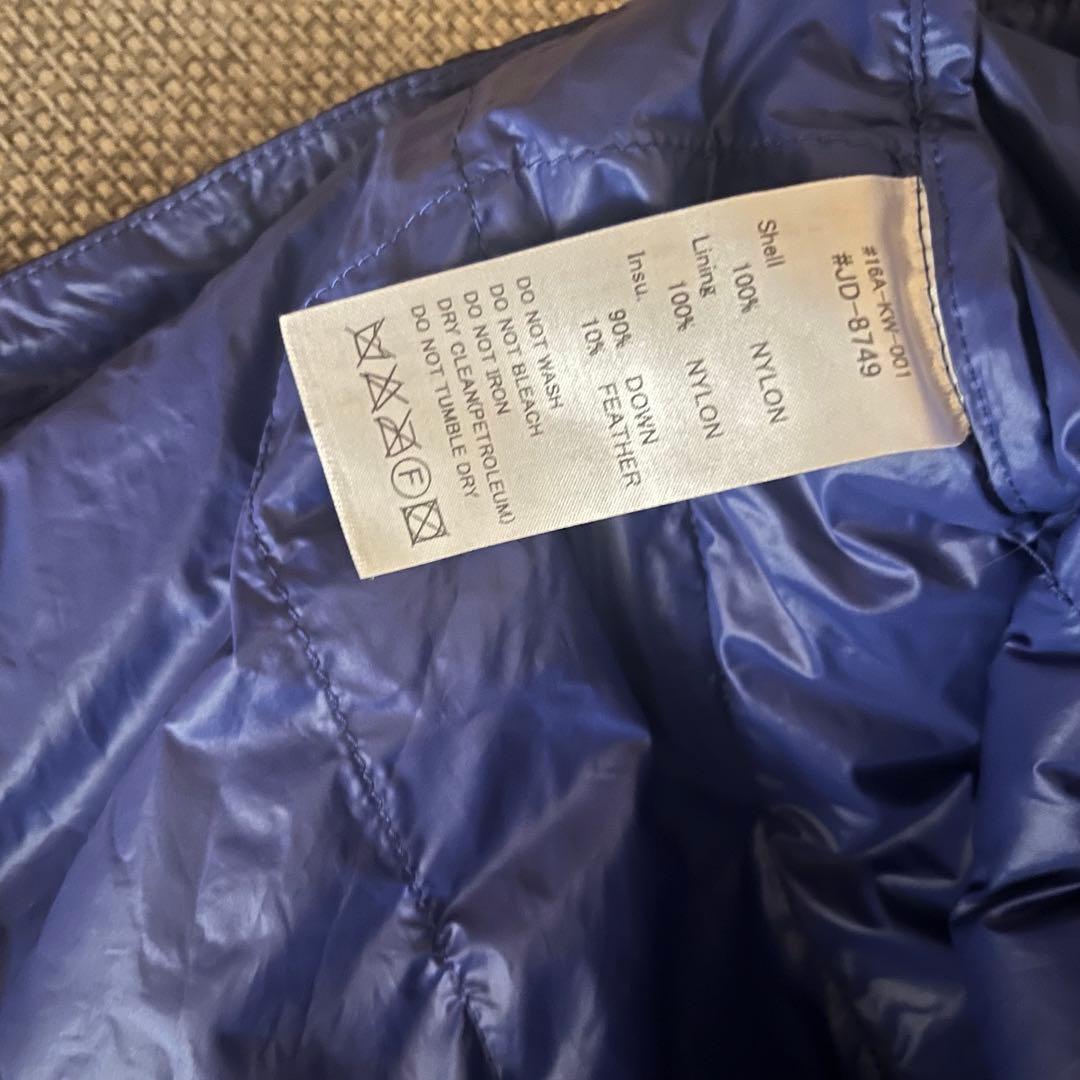 #16A-KW-001
#JD-8749
Shell
100% NYLON
Lining
100% NYLON
Insu.
90% DOWN
10% FEATHER
DO NOT WASH
DO NOT BLEACH
DO NOT IRON
DRY CLEAN(PETROLEUM)
DO NOT TUMBLE DRY
F